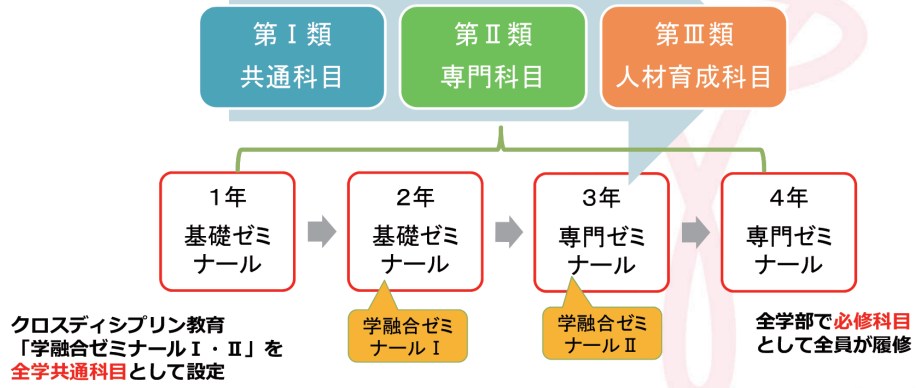 第Ⅰ類
共通科目
第Ⅱ類
専門科目
第Ⅲ類
人材育成科目
1年
基礎ゼミ
ナール
2年
基礎ゼミ
ナール
3年
専門ゼミ
ナール
4年
専門ゼミ
ナール
学融合ゼミ
ナールⅠ
学融合ゼミ
ナールⅡ
クロスディシプリン教育
「学融合ゼミナールⅠ・Ⅱ」を
全学共通科目として設定
全学部で必修科目
として全員が履修